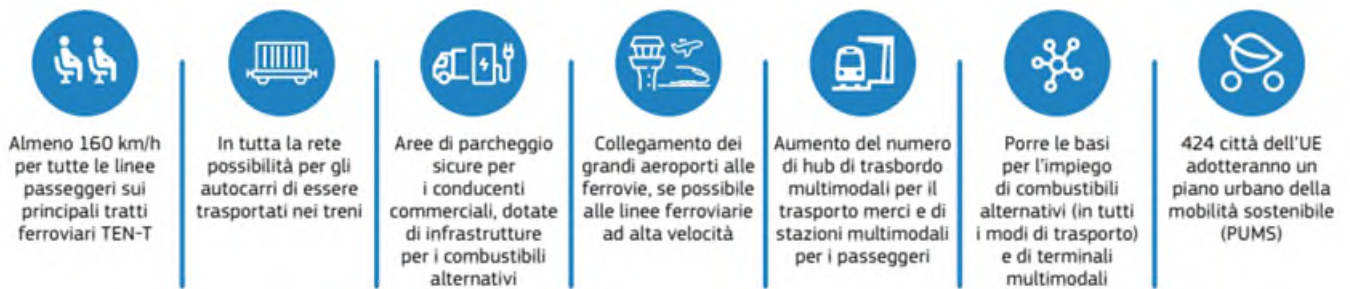 Almeno 160 km/h
per tutte le linee
passeggeri sui
principali tratti
ferroviari TEN-T
In tutta la rete
possibilità per gli
autocarri di essere
trasportati nei treni
Aree di parcheggio
sicure per
i conducenti
commerciali, dotate
di infrastrutture
per i combustibili
alternativi
Collegamento dei
grandi aeroporti alle
ferrovie, se possibile
alle linee ferroviarie
ad alta velocità
Aumento del numero
di hub di trasbordo
multimodali per il
trasporto merci e di
stazioni multimodali
per i passeggeri
Porre le basi
per l'impiego
di combustibili
alternativi (in tutti
i modi di trasporto)
e di terminali
multimodali
424 città dell'UE
adotteranno un
piano urbano della
mobilità sostenibile
(PUMS)